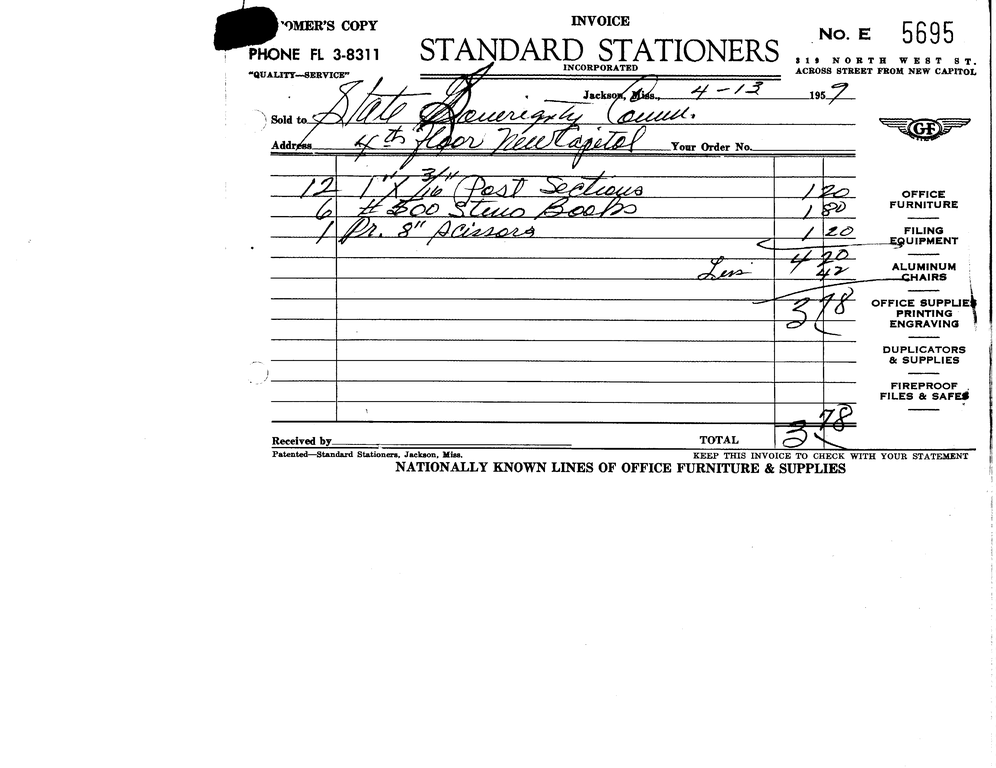 OMER'S COPY
INVOICE
No. E 5695
PHONE FL 3-8311
STANDARD STATIONERS
INCORPORATED
"QUALITY—SERVICE"
319 NORTH WEST ST.
ACROSS STREET FROM NEW CAPITOL
Jackson, Miss., 4-13 1959
Sold to State Soverignty Comm.
Address 4th Floor New Capitol Your Order No.
GF
12 1" X 3/16" Post Sections 1 20
6 # 500 Steno Books 1 80
1 Pr. 8" Scissors 1 20
4 20
Less 42
3 78
OFFICE
FURNITURE
FILING
EQUIPMENT
ALUMINUM
CHAIRS
OFFICE SUPPLIES
PRINTING
ENGRAVING
DUPLICATORS
& SUPPLIES
FIREPROOF
FILES & SAFES
Received by TOTAL 3 78
Patented—Standard Stationers, Jackson, Miss.
KEEP THIS INVOICE TO CHECK WITH YOUR STATEMENT
NATIONALLY KNOWN LINES OF OFFICE FURNITURE & SUPPLIES